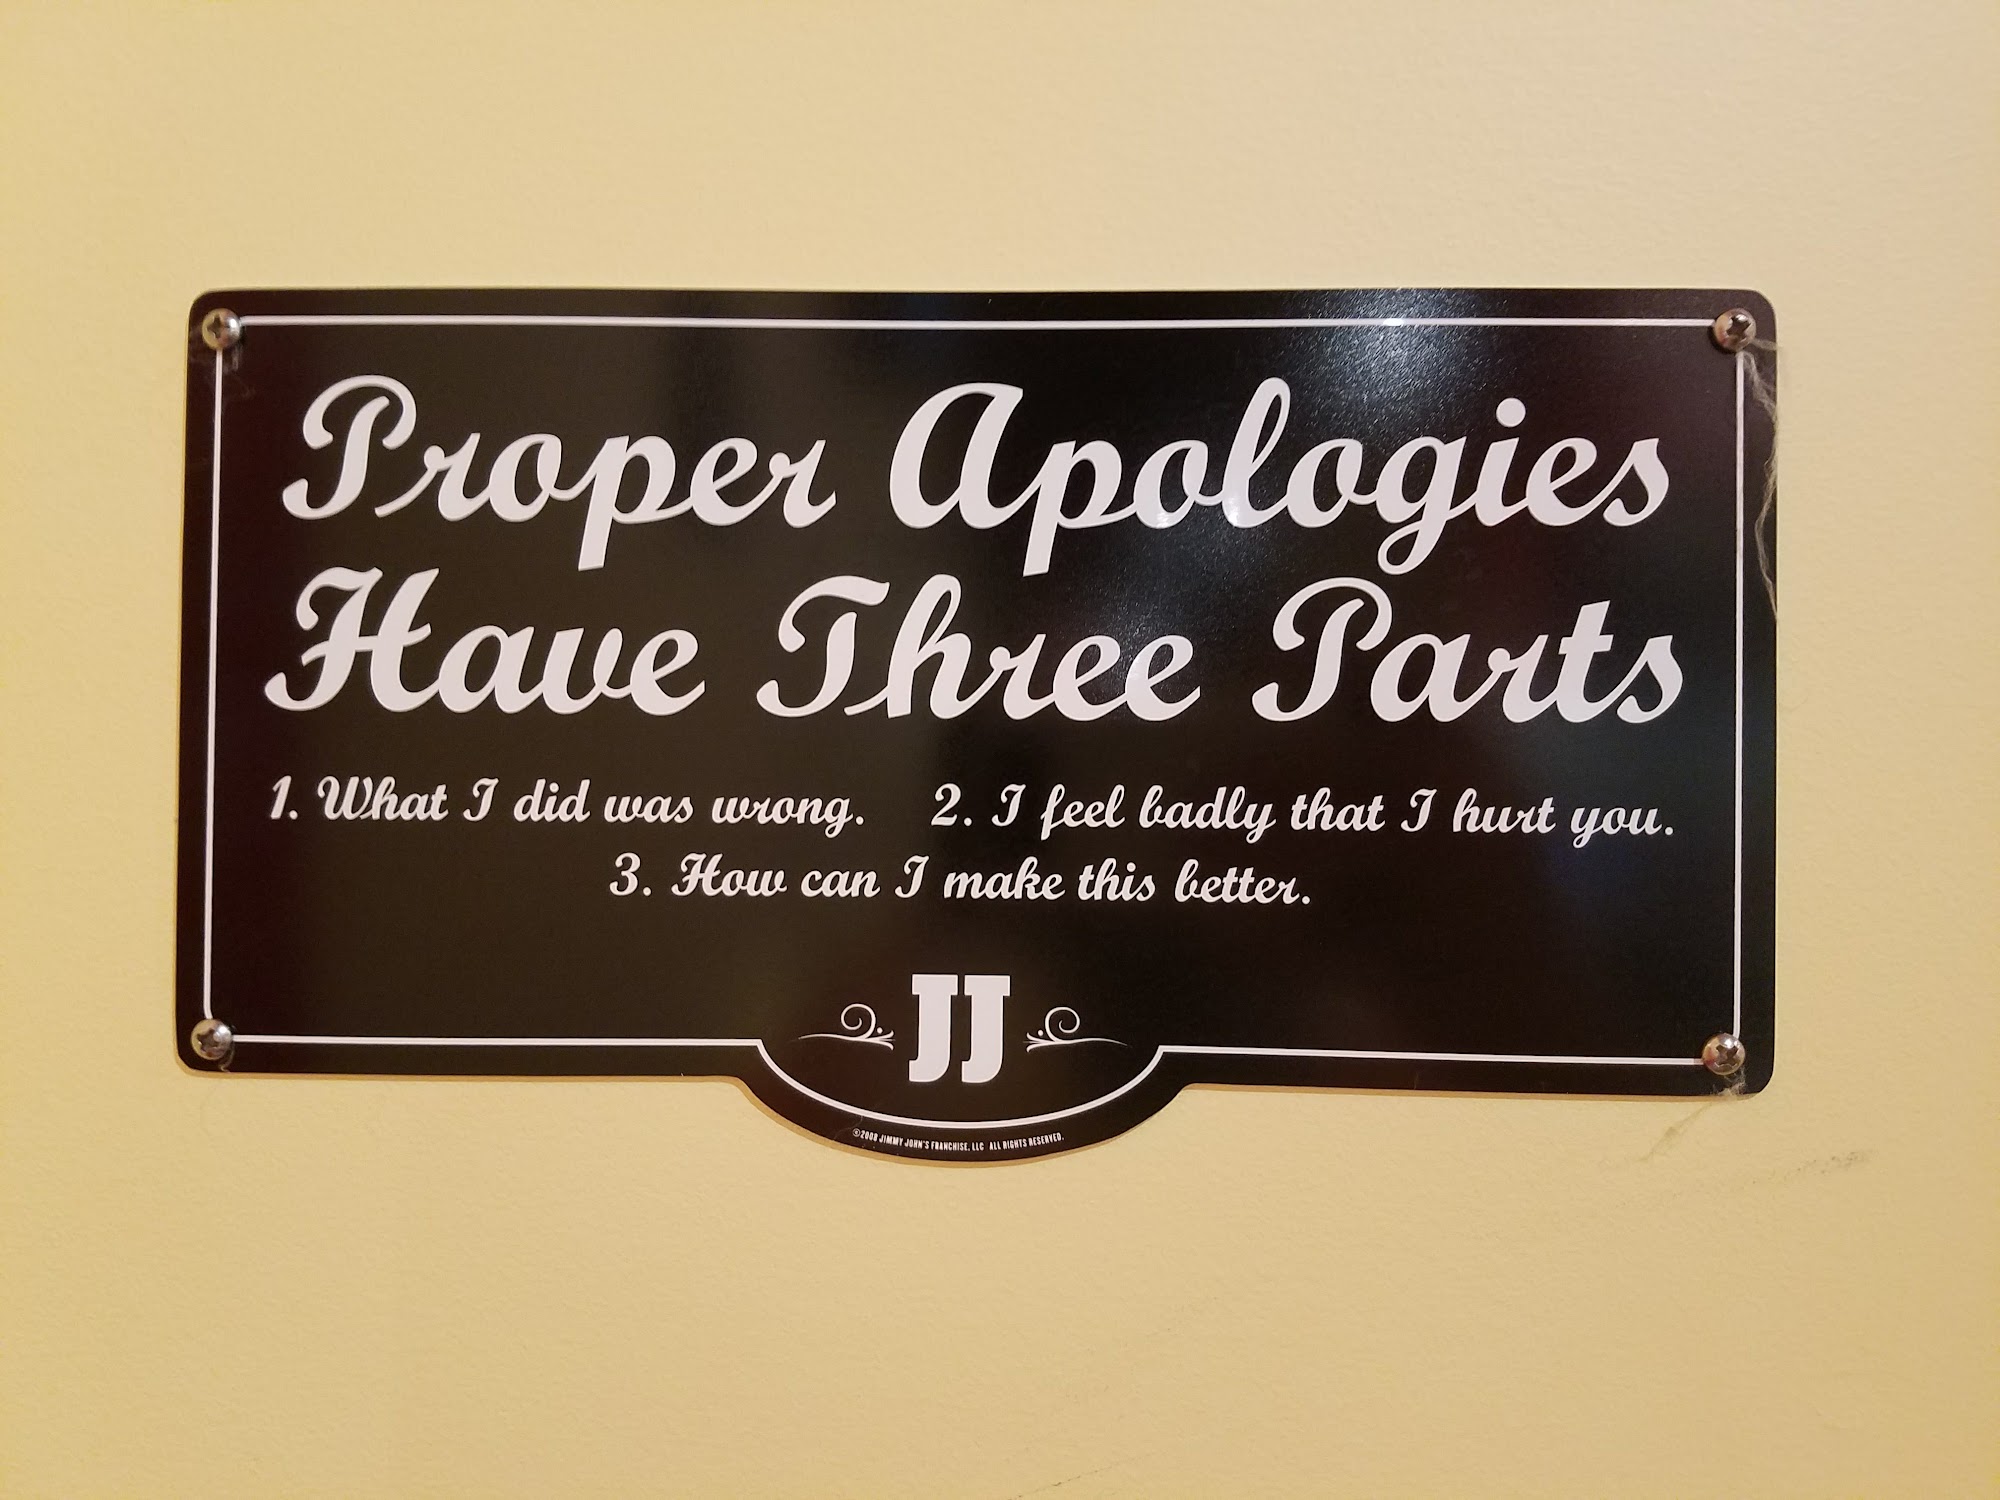 Proper Apologies
Have Three Parts
1. What I did was wrong. 2. I feel badly that I hurt you.
3. How can I make this better.
JJ
©2008 JIMMY JOHN'S FRANCHISE, LLC ALL RIGHTS RESERVED.